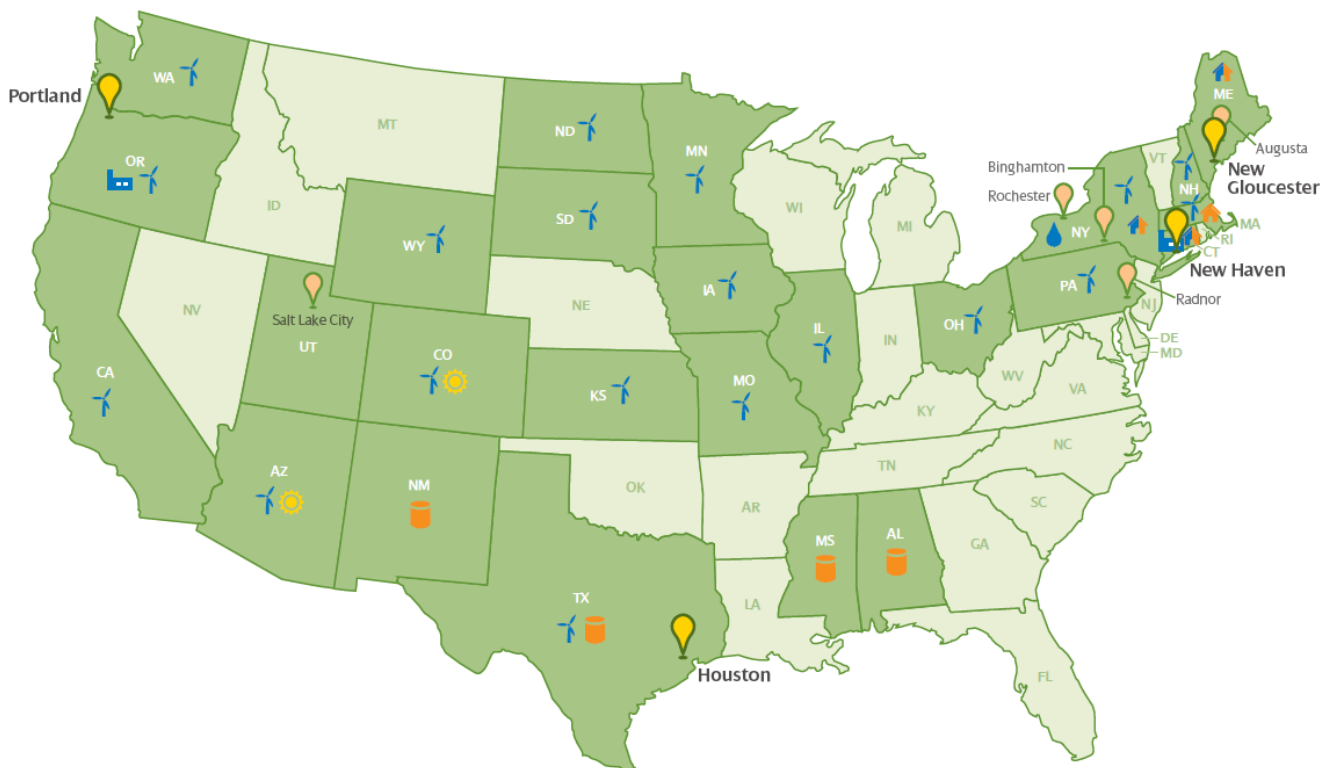 WA
Portland
OR
MT
ID
ND
MN
SD
WY
WI
MI
ME
Augusta
New
Gloucester
VT
NH
Binghamton
Rochester
NY
MA
RI
CT
New Haven
PA
Radnor
NJ
DE
MD
NV
Salt Lake City
UT
NE
IA
IL
IN
OH
CA
CO
KS
MO
WV
VA
KY
AZ
NM
OK
AR
TN
NC
SC
MS
AL
GA
TX
LA
Houston
FL